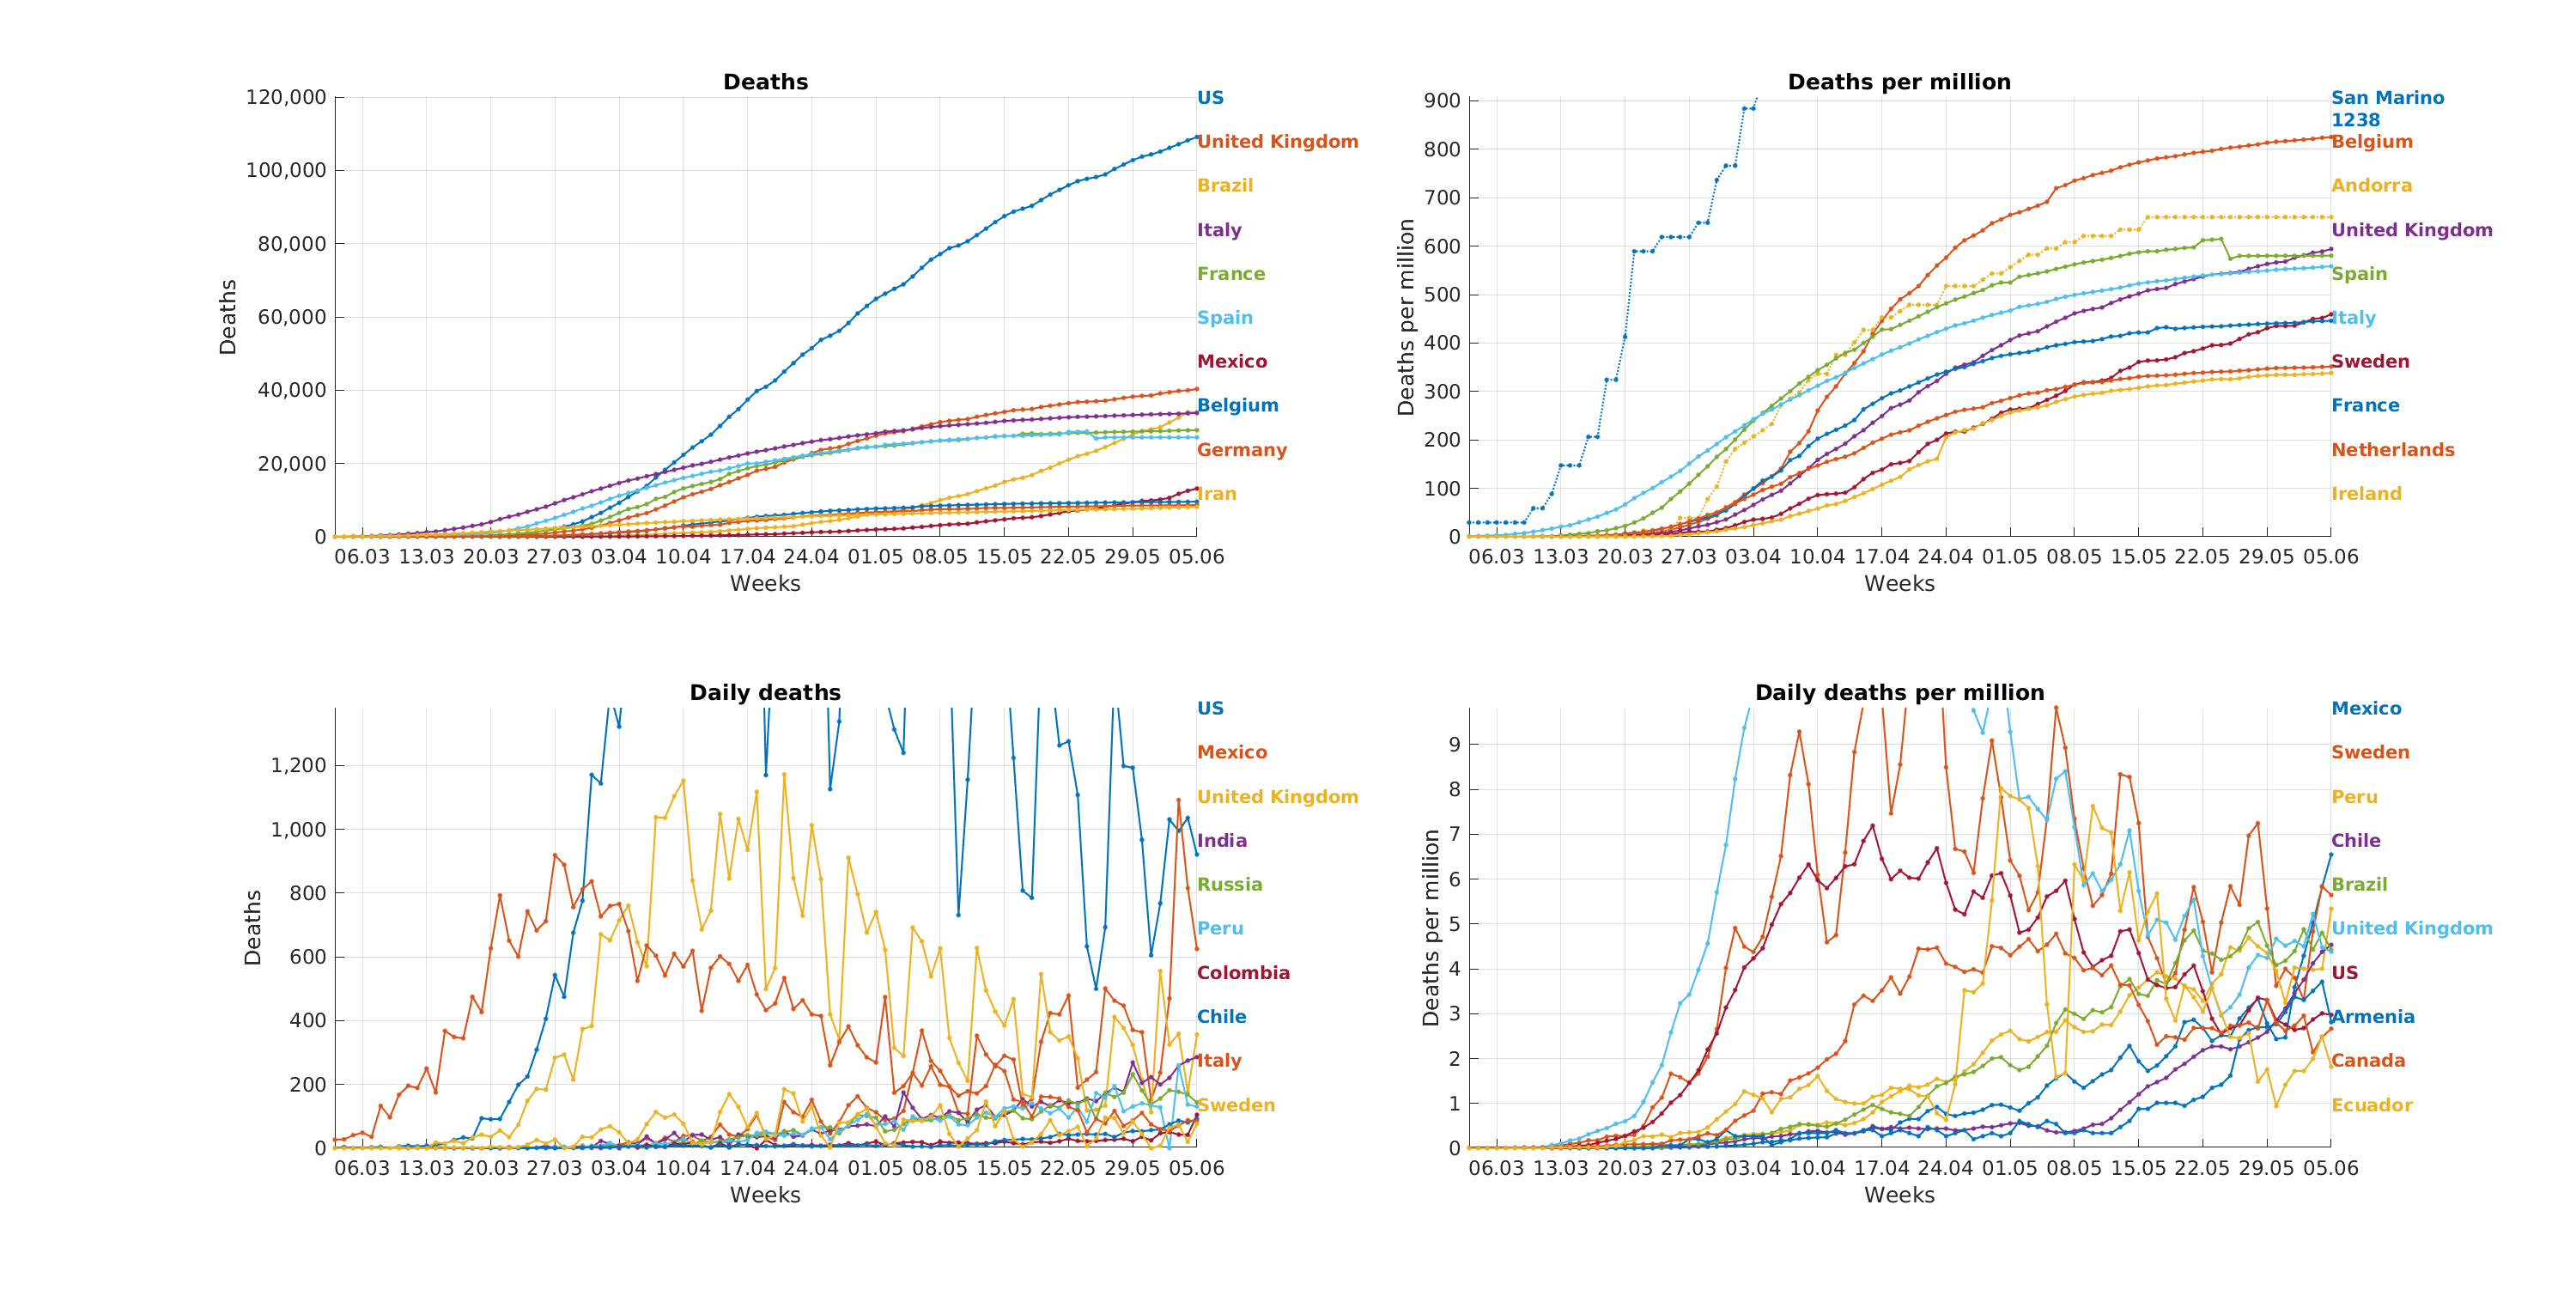 Deaths
120,000
100,000
80,000
60,000
40,000
20,000
0
Deaths
06.03 13.03 20.03 27.03 03.04 10.04 17.04 24.04 01.05 08.05 15.05 22.05 29.05 05.06
Weeks
US
United Kingdom
Brazil
Italy
France
Spain
Mexico
Belgium
Germany
Iran
Deaths per million
900
800
700
600
500
400
300
200
100
0
Deaths per million
06.03 13.03 20.03 27.03 03.04 10.04 17.04 24.04 01.05 08.05 15.05 22.05 29.05 05.06
Weeks
San Marino
1238
Belgium
Andorra
United Kingdom
Spain
Italy
Sweden
France
Netherlands
Ireland
Daily deaths
1,200
1,000
800
600
400
200
0
Deaths
06.03 13.03 20.03 27.03 03.04 10.04 17.04 24.04 01.05 08.05 15.05 22.05 29.05 05.06
Weeks
US
Mexico
United Kingdom
India
Russia
Peru
Colombia
Chile
Italy
Sweden
Daily deaths per million
9
8
7
6
5
4
3
2
1
0
Deaths per million
06.03 13.03 20.03 27.03 03.04 10.04 17.04 24.04 01.05 08.05 15.05 22.05 29.05 05.06
Weeks
Mexico
Sweden
Peru
Chile
Brazil
United Kingdom
US
Armenia
Canada
Ecuador